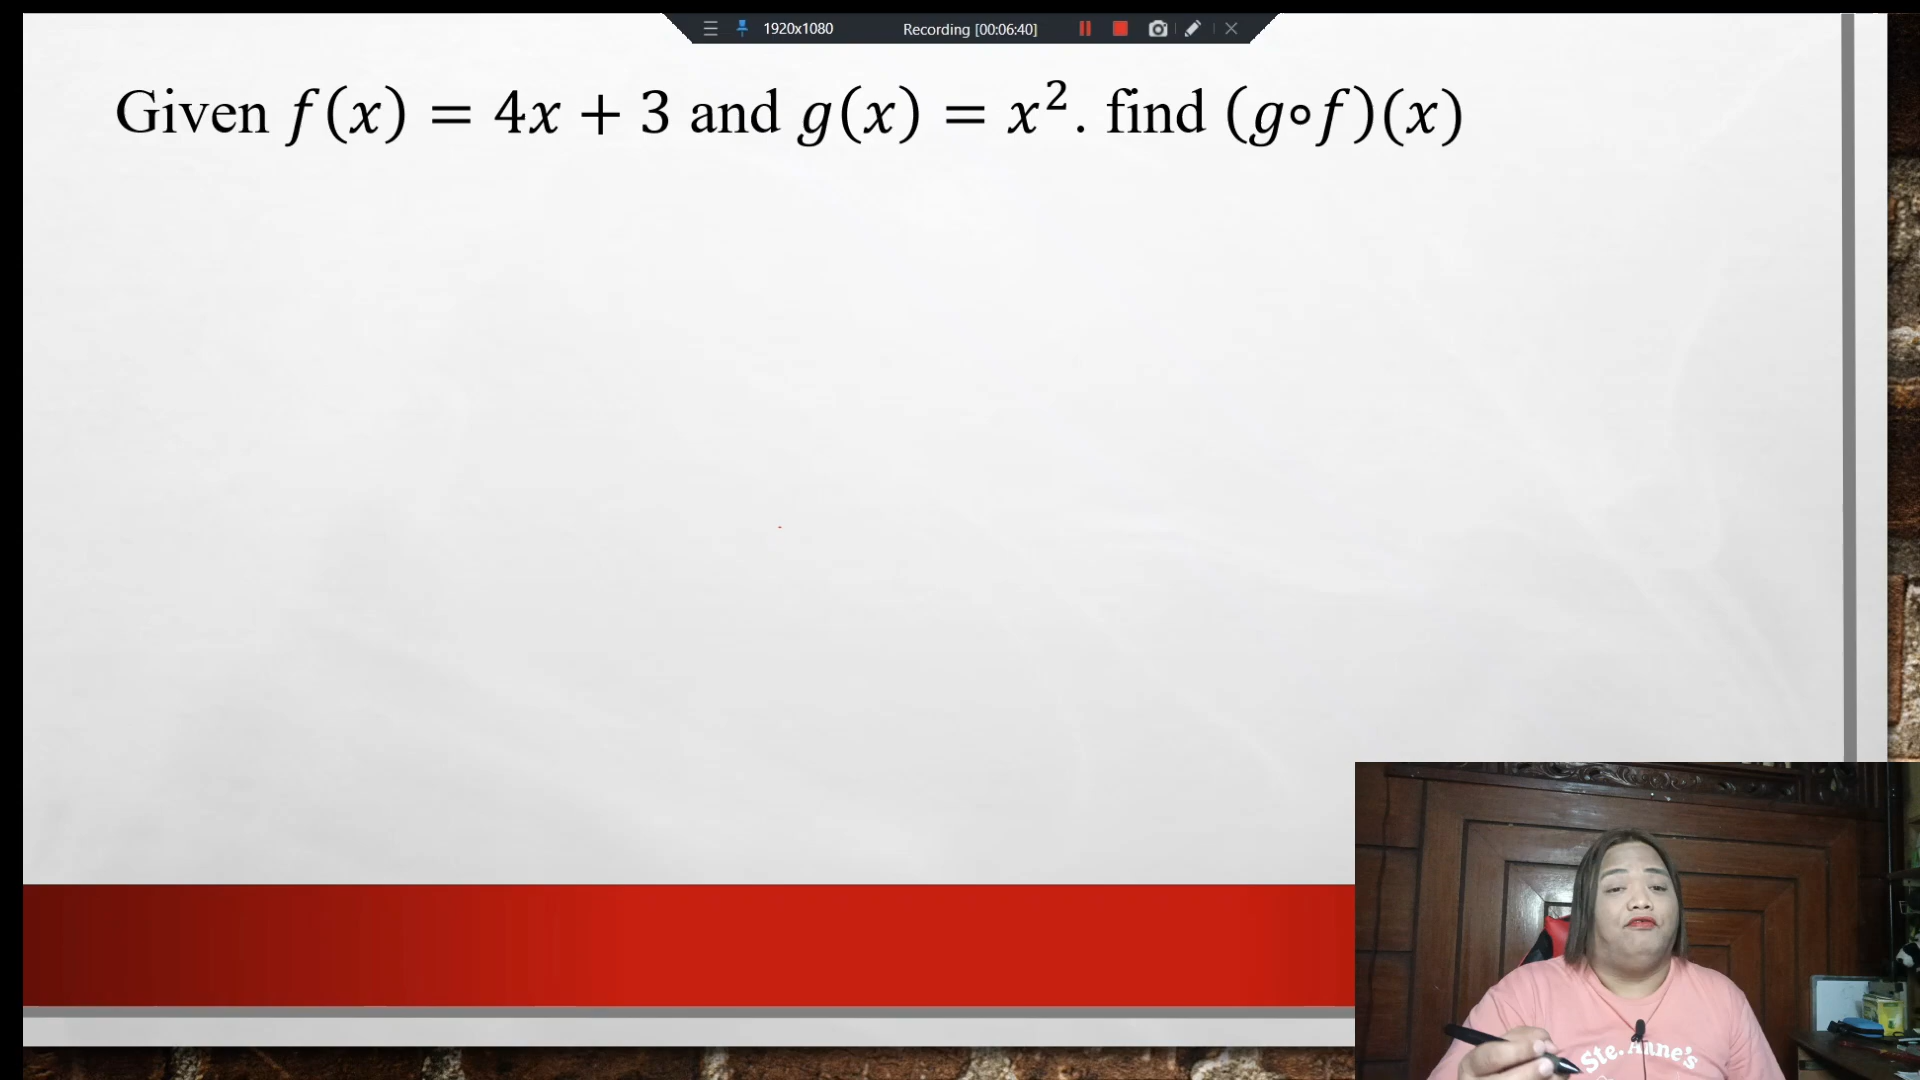 1920x1080 Recording [00:06:40]
Given f(x) = 4x + 3 and g(x) = x². find (g∘f)(x)
Ste. Anne's